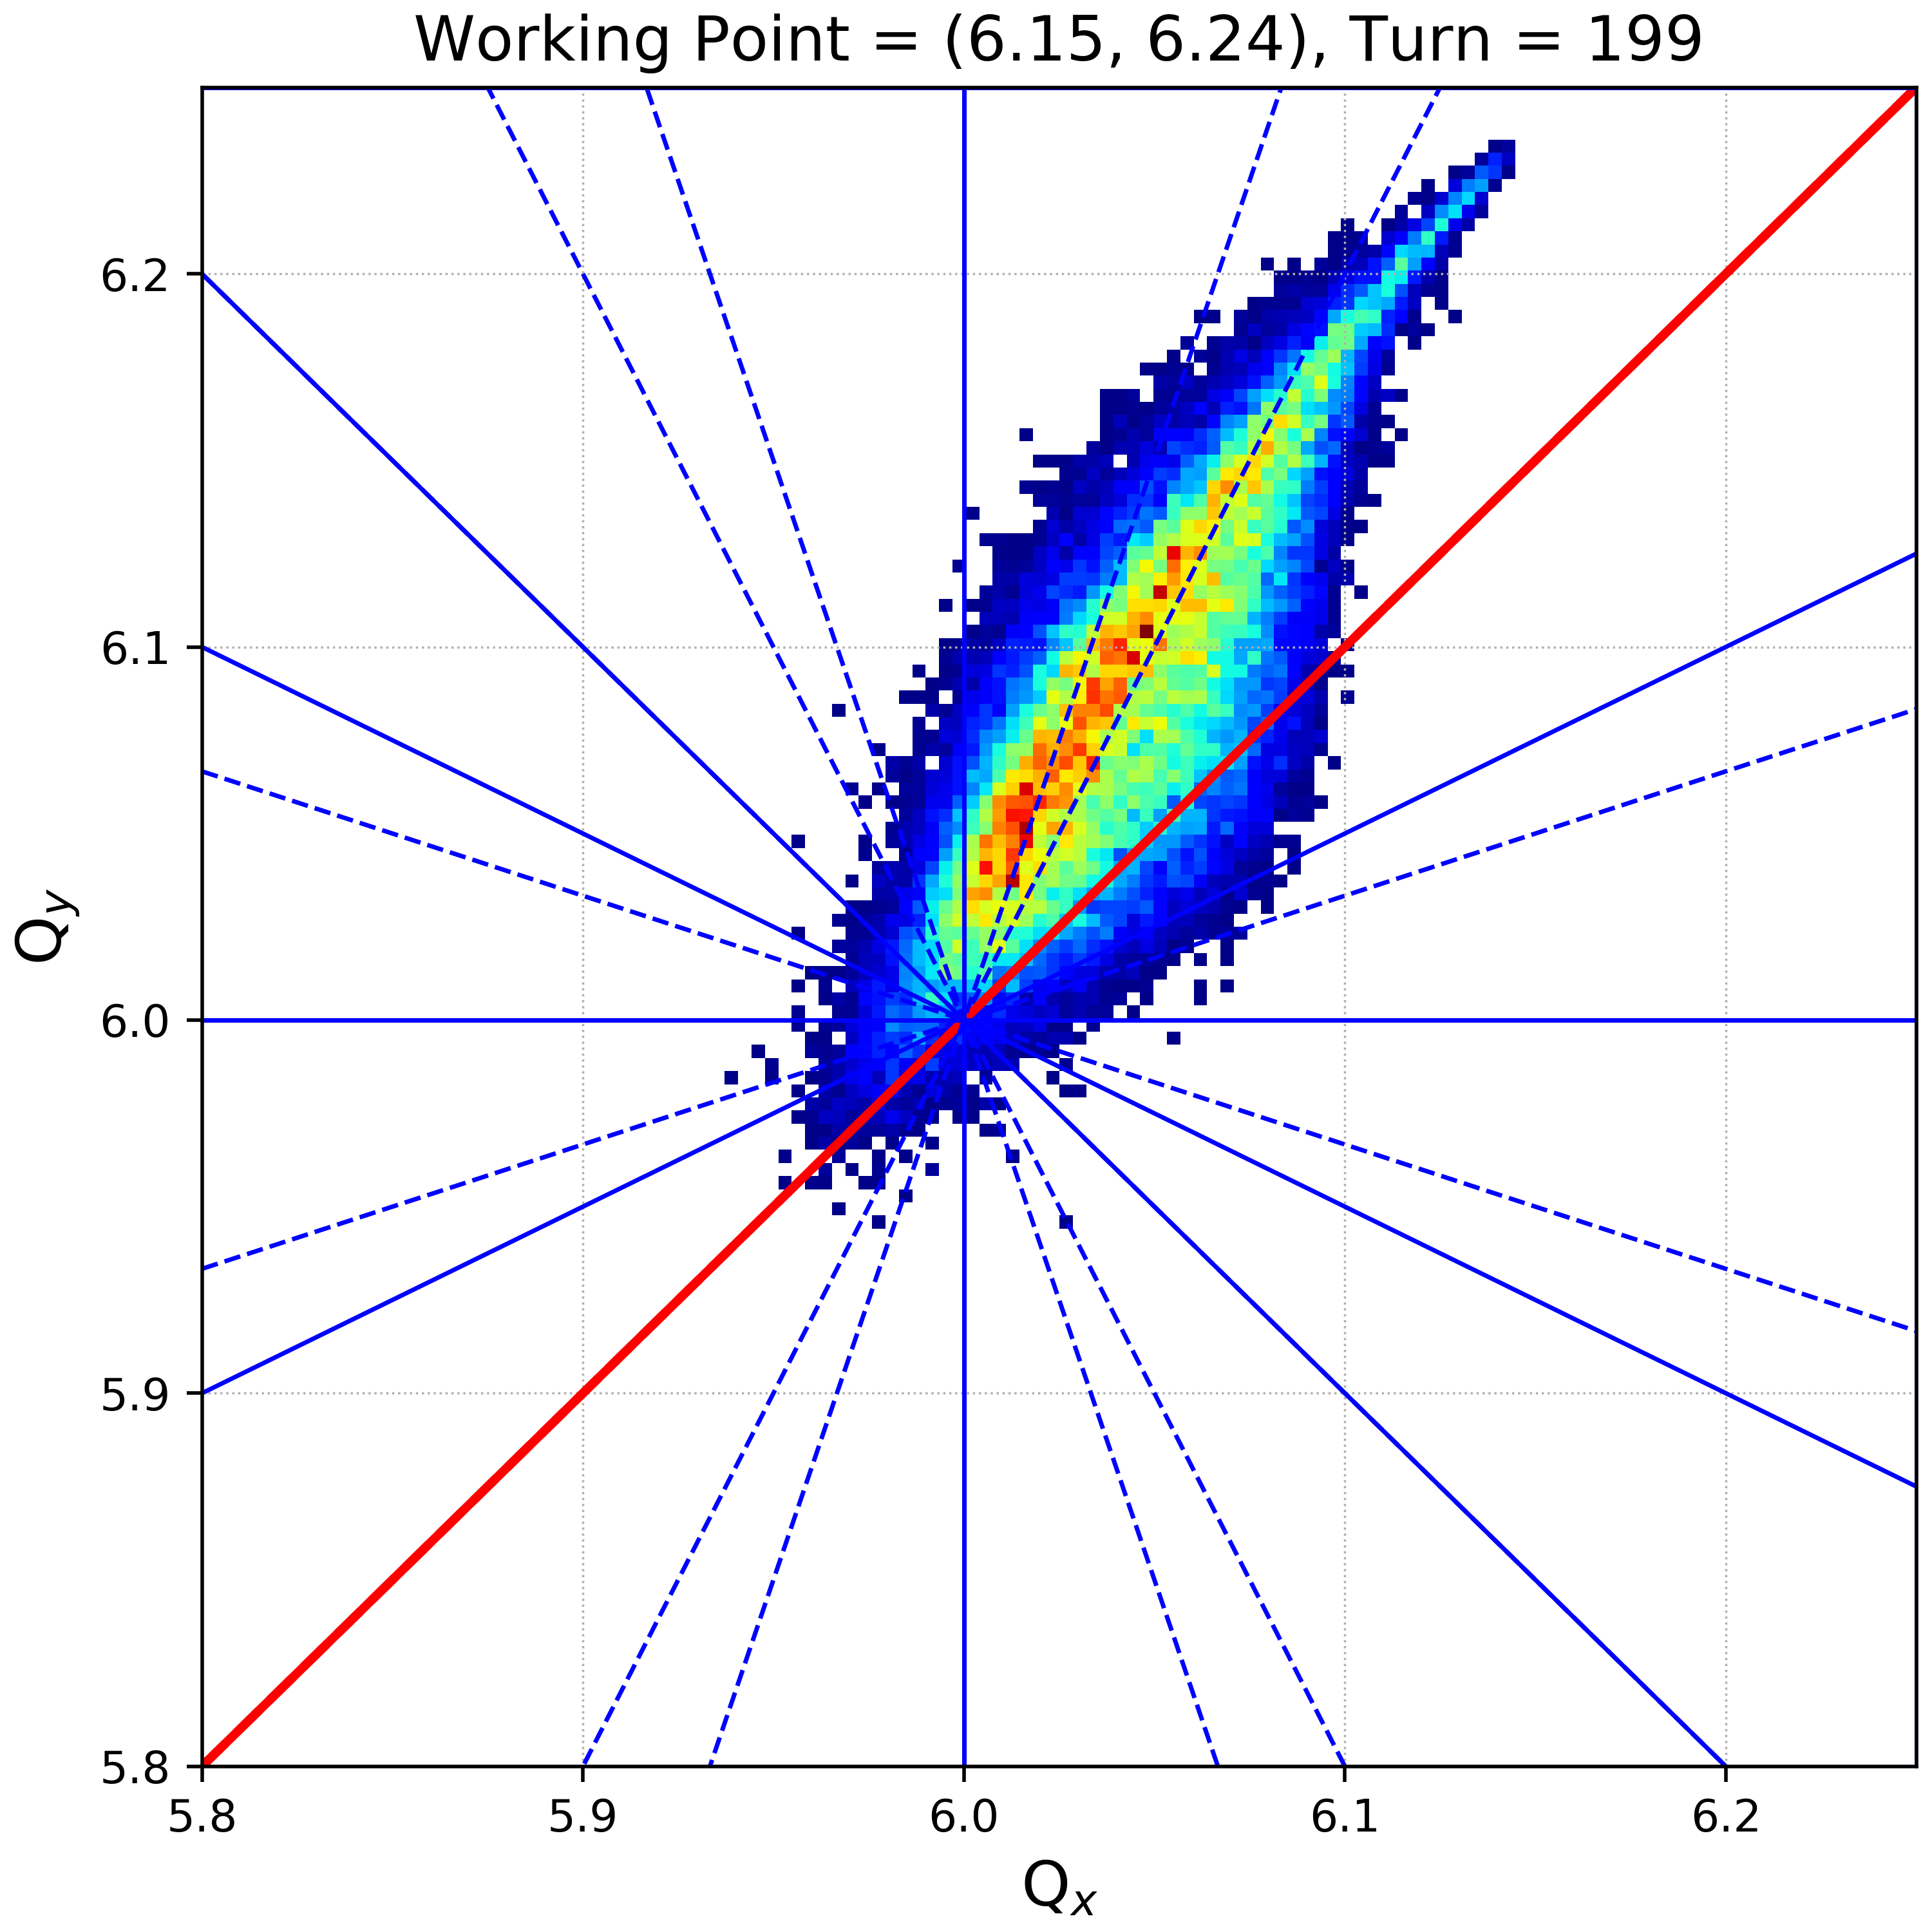 Working Point = (6.15, 6.24), Turn = 199
6.2
6.1
6.0
5.9
5.8
Qy
5.8 5.9 6.0 6.1 6.2
Qx